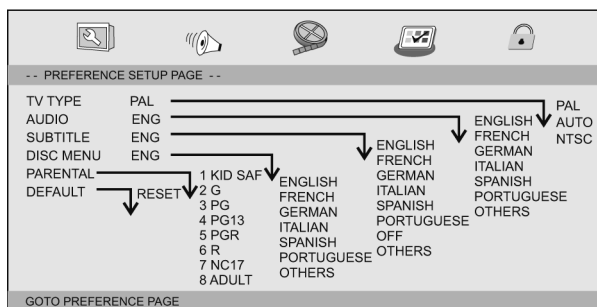 -- PREFERENCE SETUP PAGE --
TV TYPE PAL
AUDIO ENG
SUBTITLE ENG
DISC MENU ENG
PARENTAL
DEFAULT
RESET
1 KID SAF
2 G
3 PG
4 PG13
5 PGR
6 R
7 NC17
8 ADULT
ENGLISH
FRENCH
GERMAN
ITALIAN
SPANISH
PORTUGUESE
OTHERS
ENGLISH
FRENCH
GERMAN
ITALIAN
SPANISH
PORTUGUESE
OFF
OTHERS
ENGLISH
FRENCH
GERMAN
ITALIAN
SPANISH
PORTUGUESE
OTHERS
PAL
AUTO
NTSC
GOTO PREFERENCE PAGE